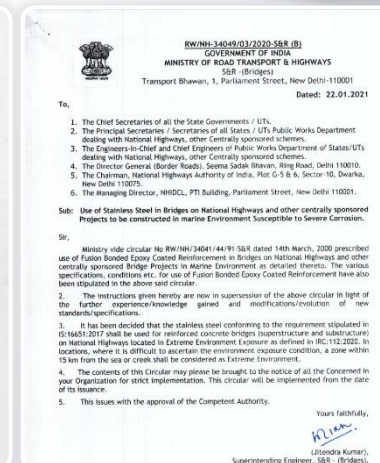 RW/NH-34049/03/2020-S&R (B)
GOVERNMENT OF INDIA
MINISTRY OF ROAD TRANSPORT & HIGHWAYS
S&R -(Bridges)
Transport Bhawan, 1, Parliament Street, New Delhi-110001
Dated: 22.01.2021
To,
1. The Chief Secretaries of all the State Governments / UTs.
2. The Principal Secretaries / Secretaries of all States / UTs Public Works Department
dealing with National Highways, other Centrally sponsored schemes.
3. The Engineers-in-Chief and Chief Engineers of Public Works Department of States/UTs
dealing with National Highways, other Centrally sponsored schemes.
4. The Director General (Border Roads), Seema Sadak Bhawan, Ring Road, Delhi 110010.
5. The Chairman, National Highways Authority of India, Plot G-5 & 6, Sector-10, Dwarka,
New Delhi 110075.
6. The Managing Director, NHIDCL, PTI Building, Parliament Street, New Delhi 110001.
Sub: Use of Stainless Steel in Bridges on National Highways and other centrally sponsored
Projects to be constructed in marine Environment Susceptible to Severe Corrosion.
Sir,
Ministry vide circular No RW/NH-34041/44/91-S&R dated 14th March, 2000 prescribed
use of Fusion Bonded Epoxy Coated Reinforcement in Bridges on National Highways and other
centrally sponsored Bridge Projects in Marine Environment as detailed thereto. The various
specifications, conditions etc. for use of Fusion Bonded Epoxy Coated Reinforcement have also
been stipulated in the above said circular.
2. The instructions given hereby are now in supersession of the above circular in light of
the further experience/knowledge gained and modifications/evolution of new
standards/specifications.
3. It has been decided that the stainless steel conforming to the requirement stipulated in
IS:16651:2017 shall be used for reinforced concrete bridges (superstructure and substructure)
on National Highways located in Extreme Environment Exposure as defined in IRC:112:2020. In
locations, where it is difficult to ascertain the environment exposure condition, a zone within
15 km from the sea or creek shall be considered as Extreme Environment.
4. The contents of this Circular may please be brought to the notice of all the Concerned in
your Organization for strict implementation. This circular will be implemented from the date
of its issuance.
5. This issues with the approval of the Competent Authority.
Yours faithfully,
(Jitendra Kumar),
Superintending Engineer, S&R - (Bridges),